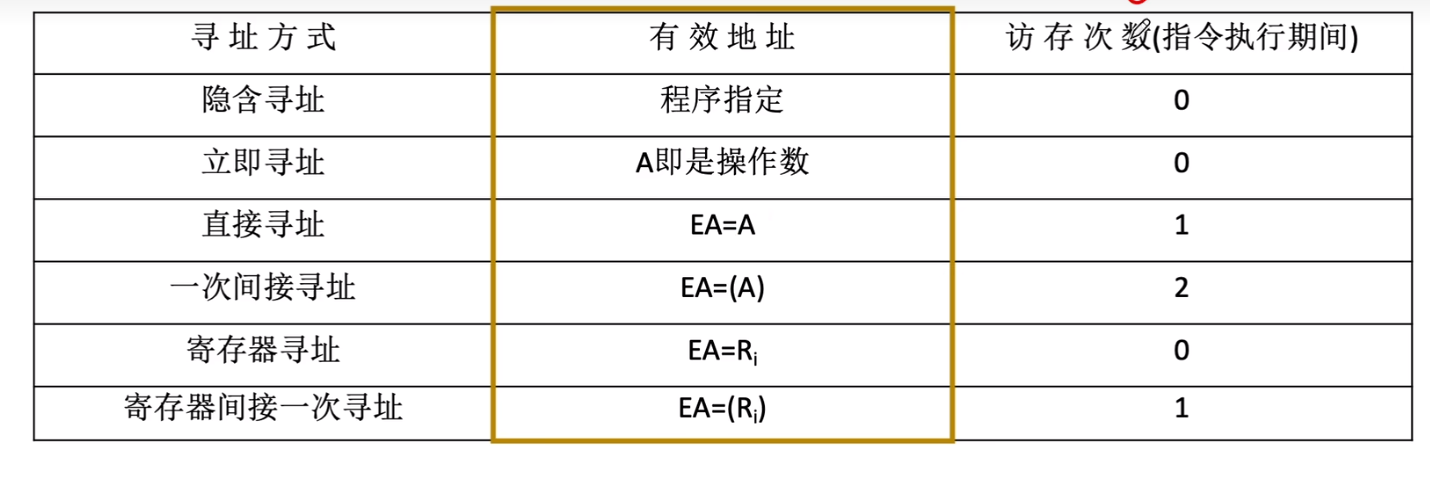 寻址方式 有效地址 访存次数(指令执行期间)
隐含寻址 程序指定 0
立即寻址 A即是操作数 0
直接寻址 EA=A 1
一次间接寻址 EA=(A) 2
寄存器寻址 EA=Rᵢ 0
寄存器间接一次寻址 EA=(Rᵢ) 1